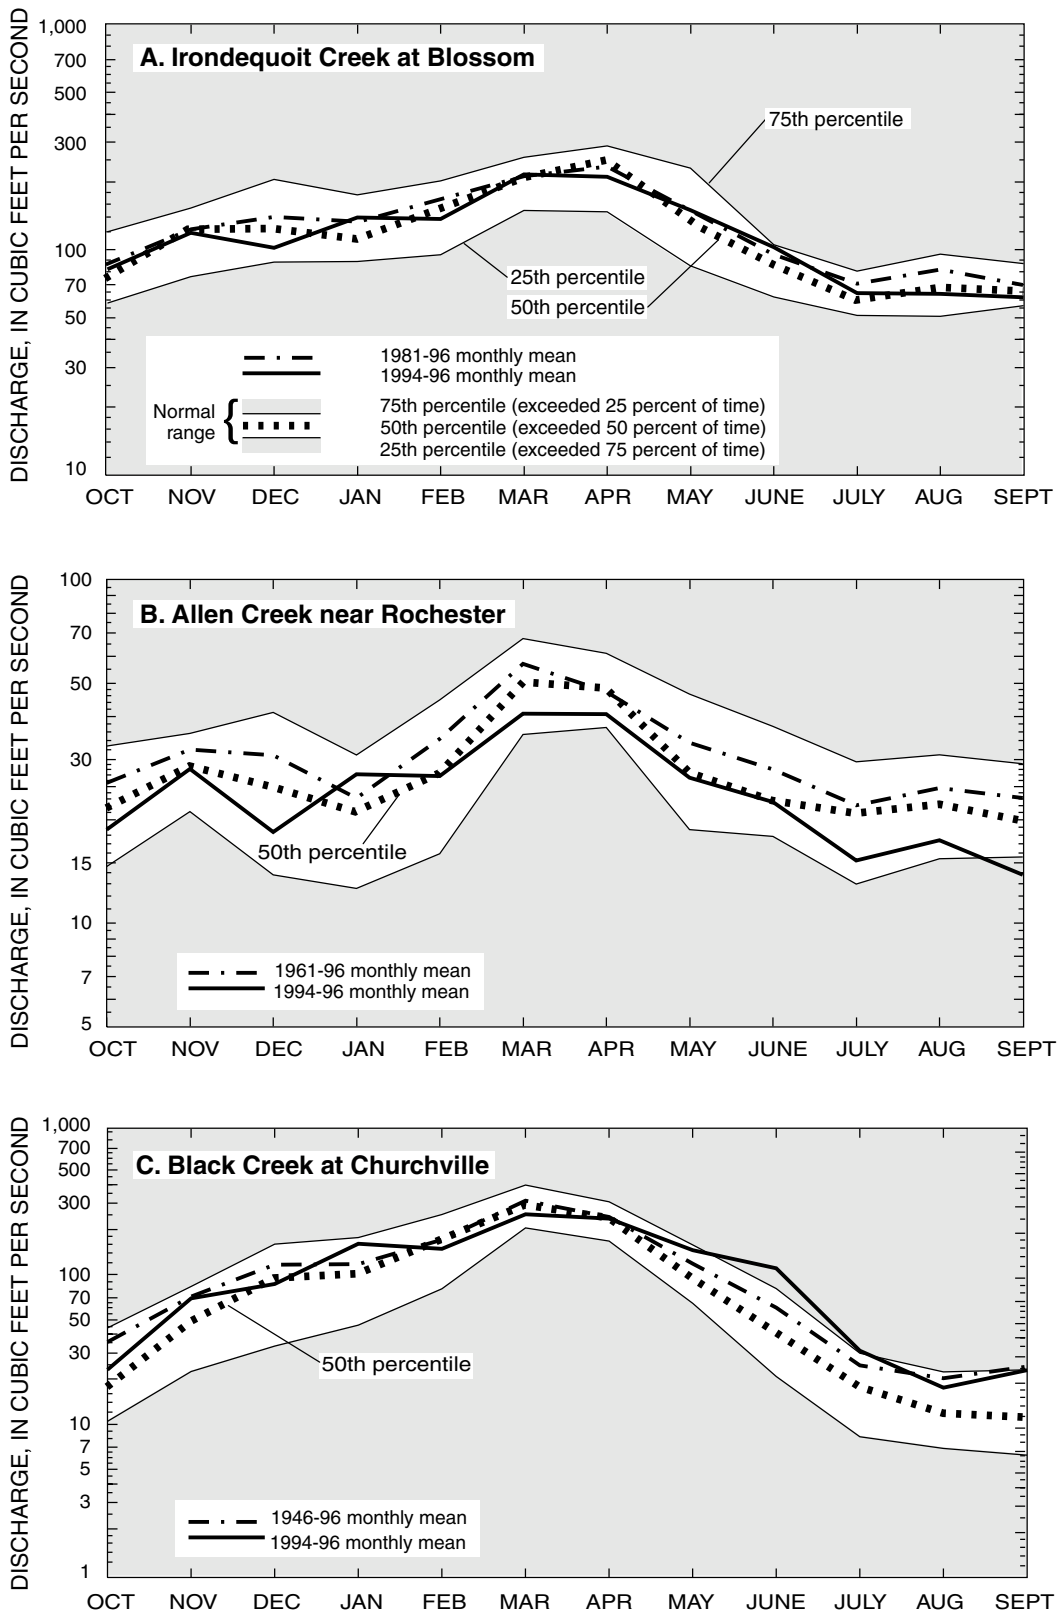 DISCHARGE, IN CUBIC FEET PER SECOND
1,000
700
500
300
100
70
50
30
10
A. Irondequoit Creek at Blossom
75th percentile
25th percentile
50th percentile
1981-96 monthly mean
1994-96 monthly mean
Normal range {
75th percentile (exceeded 25 percent of time)
50th percentile (exceeded 50 percent of time)
25th percentile (exceeded 75 percent of time)
OCT NOV DEC JAN FEB MAR APR MAY JUNE JULY AUG SEPT
DISCHARGE, IN CUBIC FEET PER SECOND
100
70
50
30
15
10
7
5
B. Allen Creek near Rochester
50th percentile
1961-96 monthly mean
1994-96 monthly mean
OCT NOV DEC JAN FEB MAR APR MAY JUNE JULY AUG SEPT
DISCHARGE, IN CUBIC FEET PER SECOND
1,000
700
500
300
100
70
50
30
10
7
5
3
1
C. Black Creek at Churchville
50th percentile
1946-96 monthly mean
1994-96 monthly mean
OCT NOV DEC JAN FEB MAR APR MAY JUNE JULY AUG SEPT